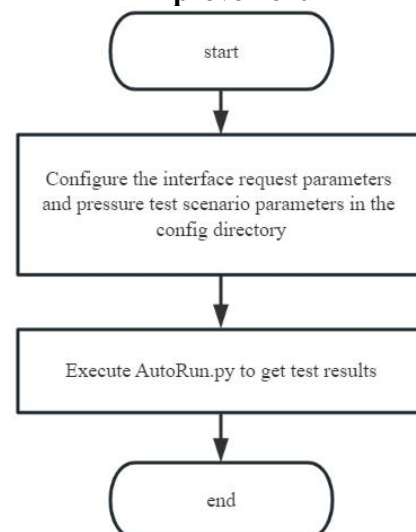 start
Configure the interface request parameters
and pressure test scenario parameters in the
config directory
Execute AutoRun.py to get test results
end